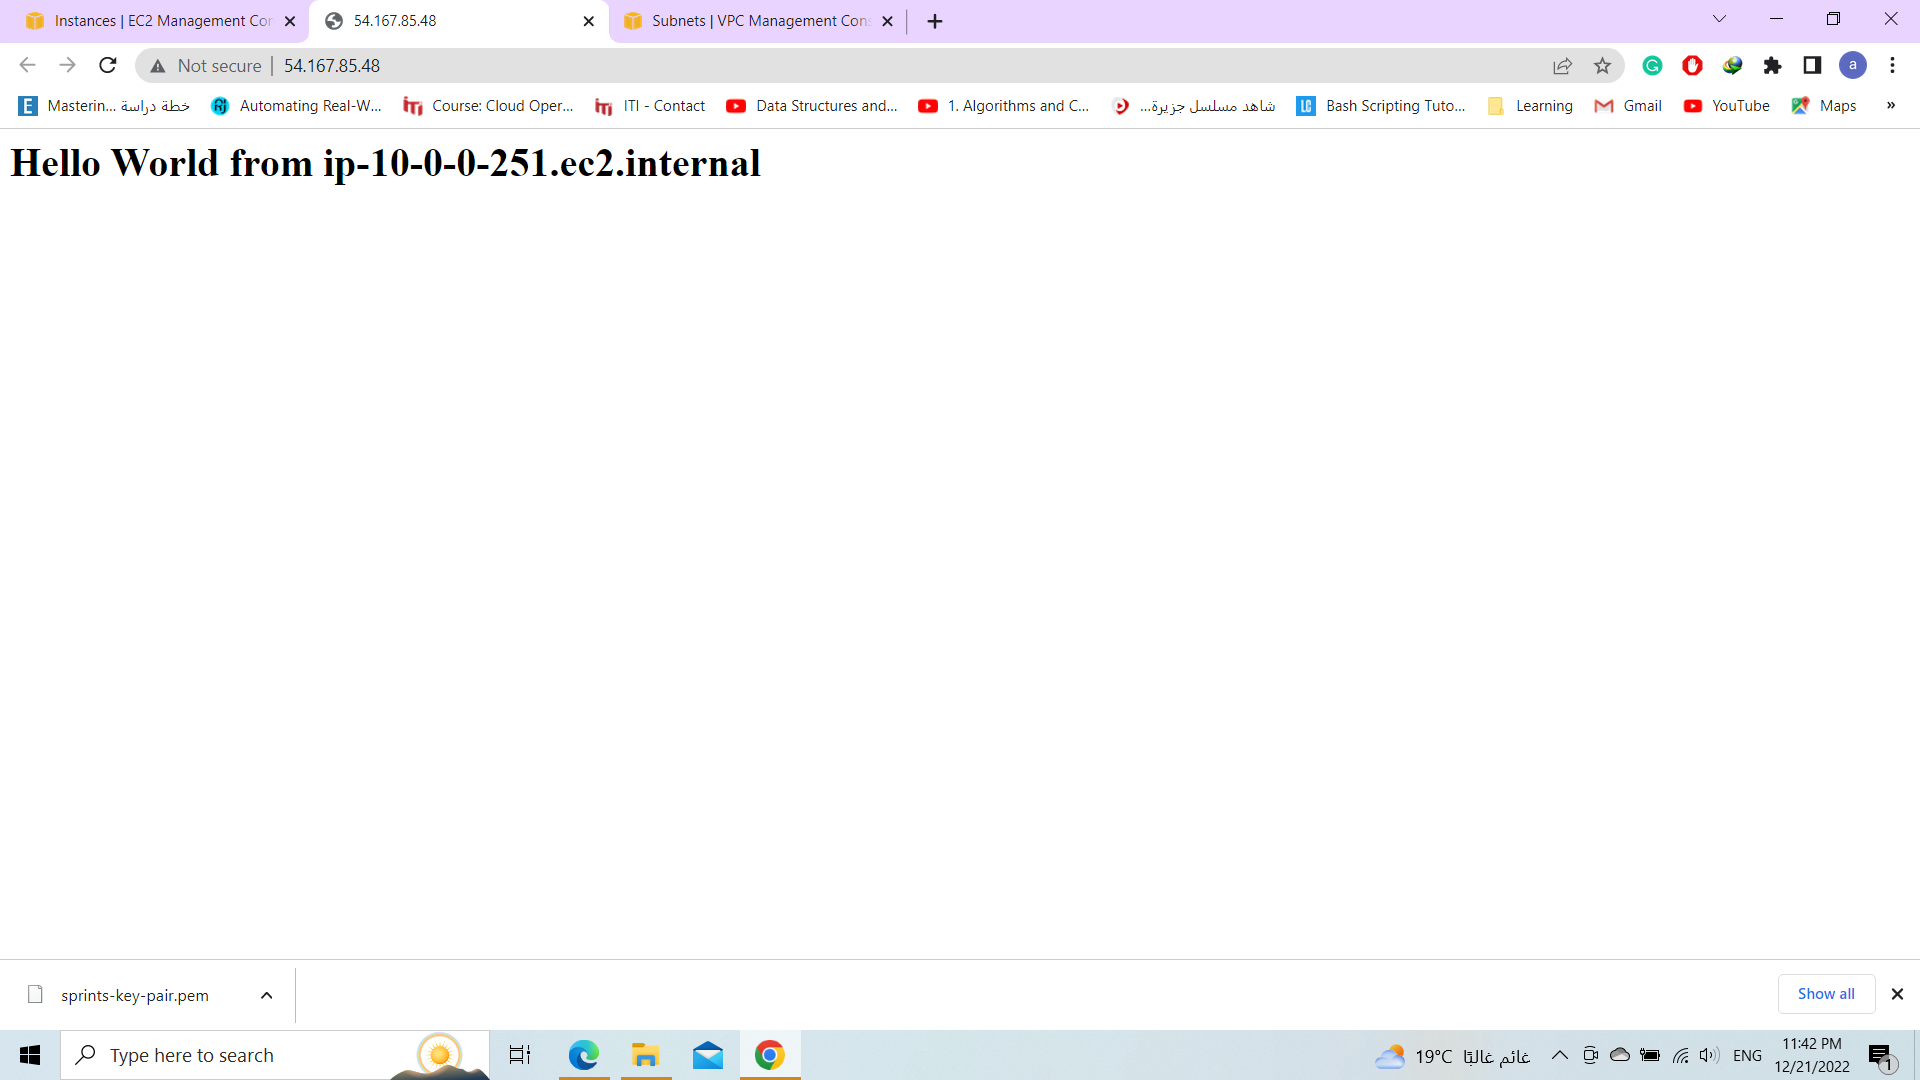 Instances | EC2 Management Con
54.167.85.48
Subnets | VPC Management Cons
Not secure | 54.167.85.48
Masterin... خطة دراسة
Automating Real-W...
Course: Cloud Oper...
ITI - Contact
Data Structures and...
1. Algorithms and C...
شاهد مسلسل جزيرة...
LC Bash Scripting Tuto...
Learning
Gmail
YouTube
Maps
»
Hello World from ip-10-0-0-251.ec2.internal
sprints-key-pair.pem
Show all
Type here to search
19°C غائم غالبًا
ENG
11:42 PM
12/21/2022
1